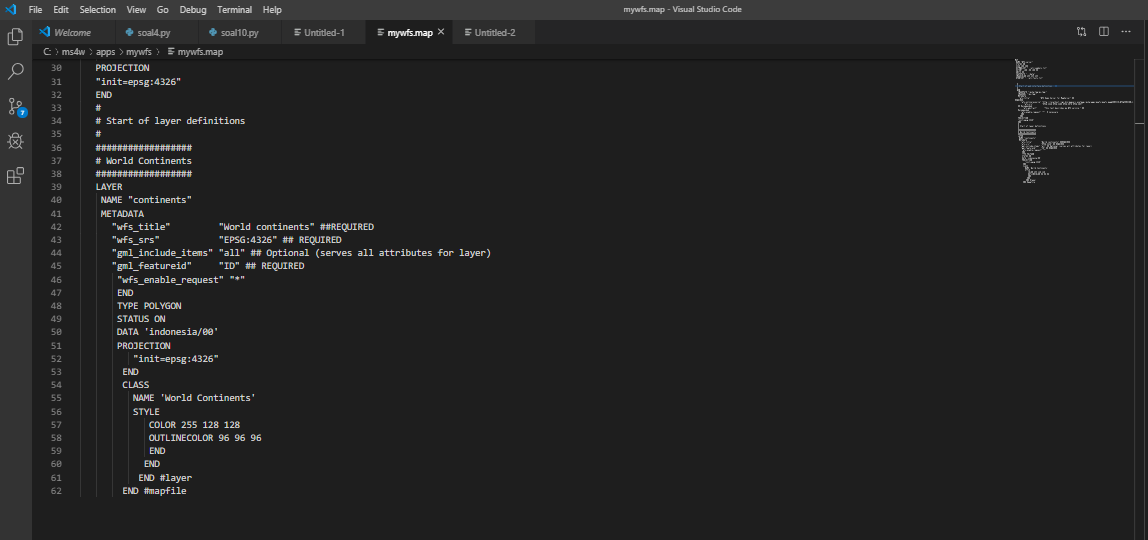 File Edit Selection View Go Debug Terminal Help mywfs.map - Visual Studio Code
Welcome soal4.py soal10.py Untitled-1 mywfs.map Untitled-2
C: > ms4w > apps > mywfs > mywfs.map
30 PROJECTION
31 "init=epsg:4326"
32 END
33 #
34 # Start of layer definitions
35 #
36 ##################
37 # World Continents
38 ##################
39 LAYER
40 NAME "continents"
41 METADATA
42 "wfs_title" "World continents" ##REQUIRED
43 "wfs_srs" "EPSG:4326" ## REQUIRED
44 "gml_include_items" "all" ## Optional (serves all attributes for layer)
45 "gml_featureid" "ID" ## REQUIRED
46 "wfs_enable_request" "*"
47 END
48 TYPE POLYGON
49 STATUS ON
50 DATA 'indonesia/00'
51 PROJECTION
52 "init=epsg:4326"
53 END
54 CLASS
55 NAME 'World Continents'
56 STYLE
57 COLOR 255 128 128
58 OUTLINECOLOR 96 96 96
59 END
60 END
61 END #layer
62 END #mapfile
7